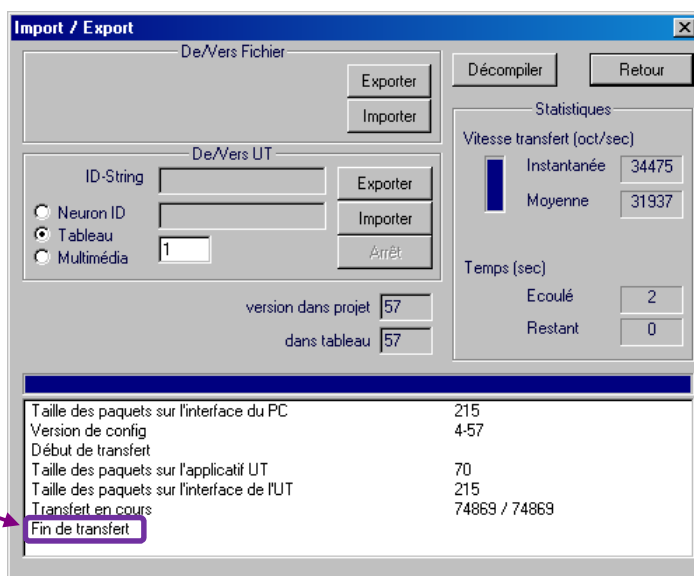 Import / Export
De/Vers Fichier
Exporter
Importer
Décompiler
Retour
De/Vers UT
ID-String
Exporter
Neuron ID
Importer
Tableau
1
Multimédia
Arrêt
version dans projet 57
dans tableau 57
Statistiques
Vitesse transfert (oct/sec)
Instantanée 34475
Moyenne 31937
Temps (sec)
Ecoulé 2
Restant 0
Taille des paquets sur l'interface du PC 215
Version de config 4-57
Début de transfert
Taille des paquets sur l'applicatif UT 70
Taille des paquets sur l'interface de l'UT 215
Transfert en cours 74869 / 74869
Fin de transfert